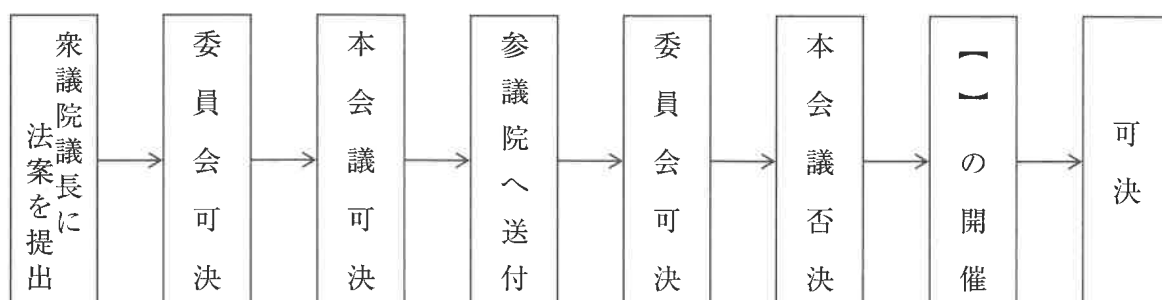 衆議院議長に
法案を提出
委員会可決
本会議可決
参議院へ送付
委員会可決
本会議否決
【 】の開催
可決